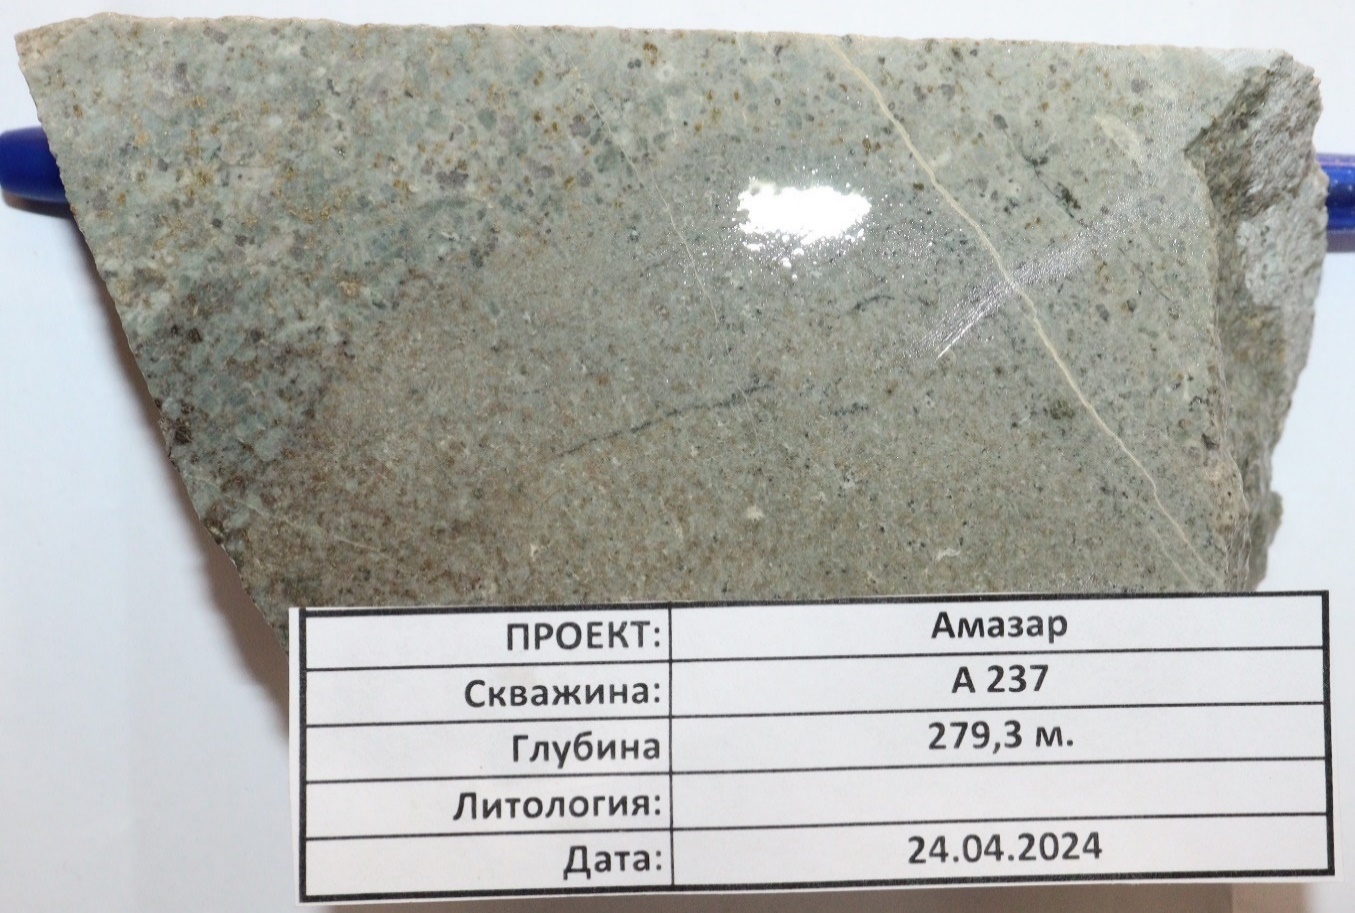 ПРОЕКТ: Амазар
Скважина: А 237
Глубина 279,3 м.
Литология:
Дата: 24.04.2024